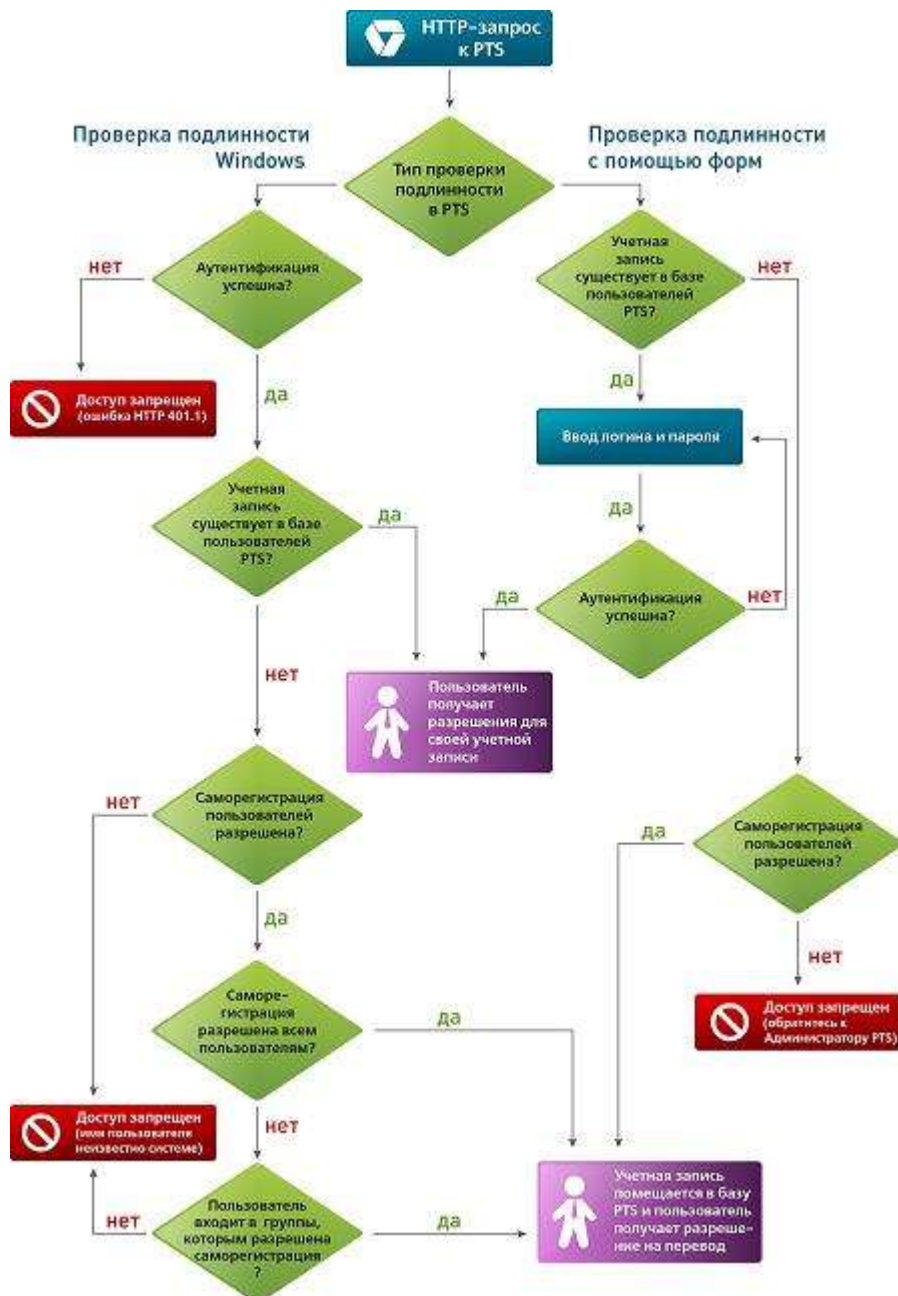 HTTP-запрос
к PTS
Проверка подлинности
Windows
Проверка подлинности
с помощью форм
Тип проверки
подлинности
в PTS
нет
Аутентификация
успешна?
Учетная
запись
существует в базе
пользователей
PTS?
нет
Доступ запрещен
(ошибка HTTP 401.1)
да
да
Ввод логина и пароля
Учетная
запись
существует в базе
пользователей
PTS?
да
да
да
Аутентификация
успешна?
нет
нет
Пользователь
получает
разрешения для
своей учетной
записи
нет
Саморегистрация
пользователей
разрешена?
да
Саморегистрация
пользователей
разрешена?
да
нет
Саморе-
гистрация
разрешена всем
пользователям?
да
Доступ запрещен
(обратитесь к
Администратору PTS)
Доступ запрещен
(имя пользователя
неизвестно системе)
нет
нет
Пользователь
входит в группы,
которым разрешена
саморегистрация
?
да
Учетная запись
помещается в базу
PTS и пользователь
получает разреше-
ние на перевод